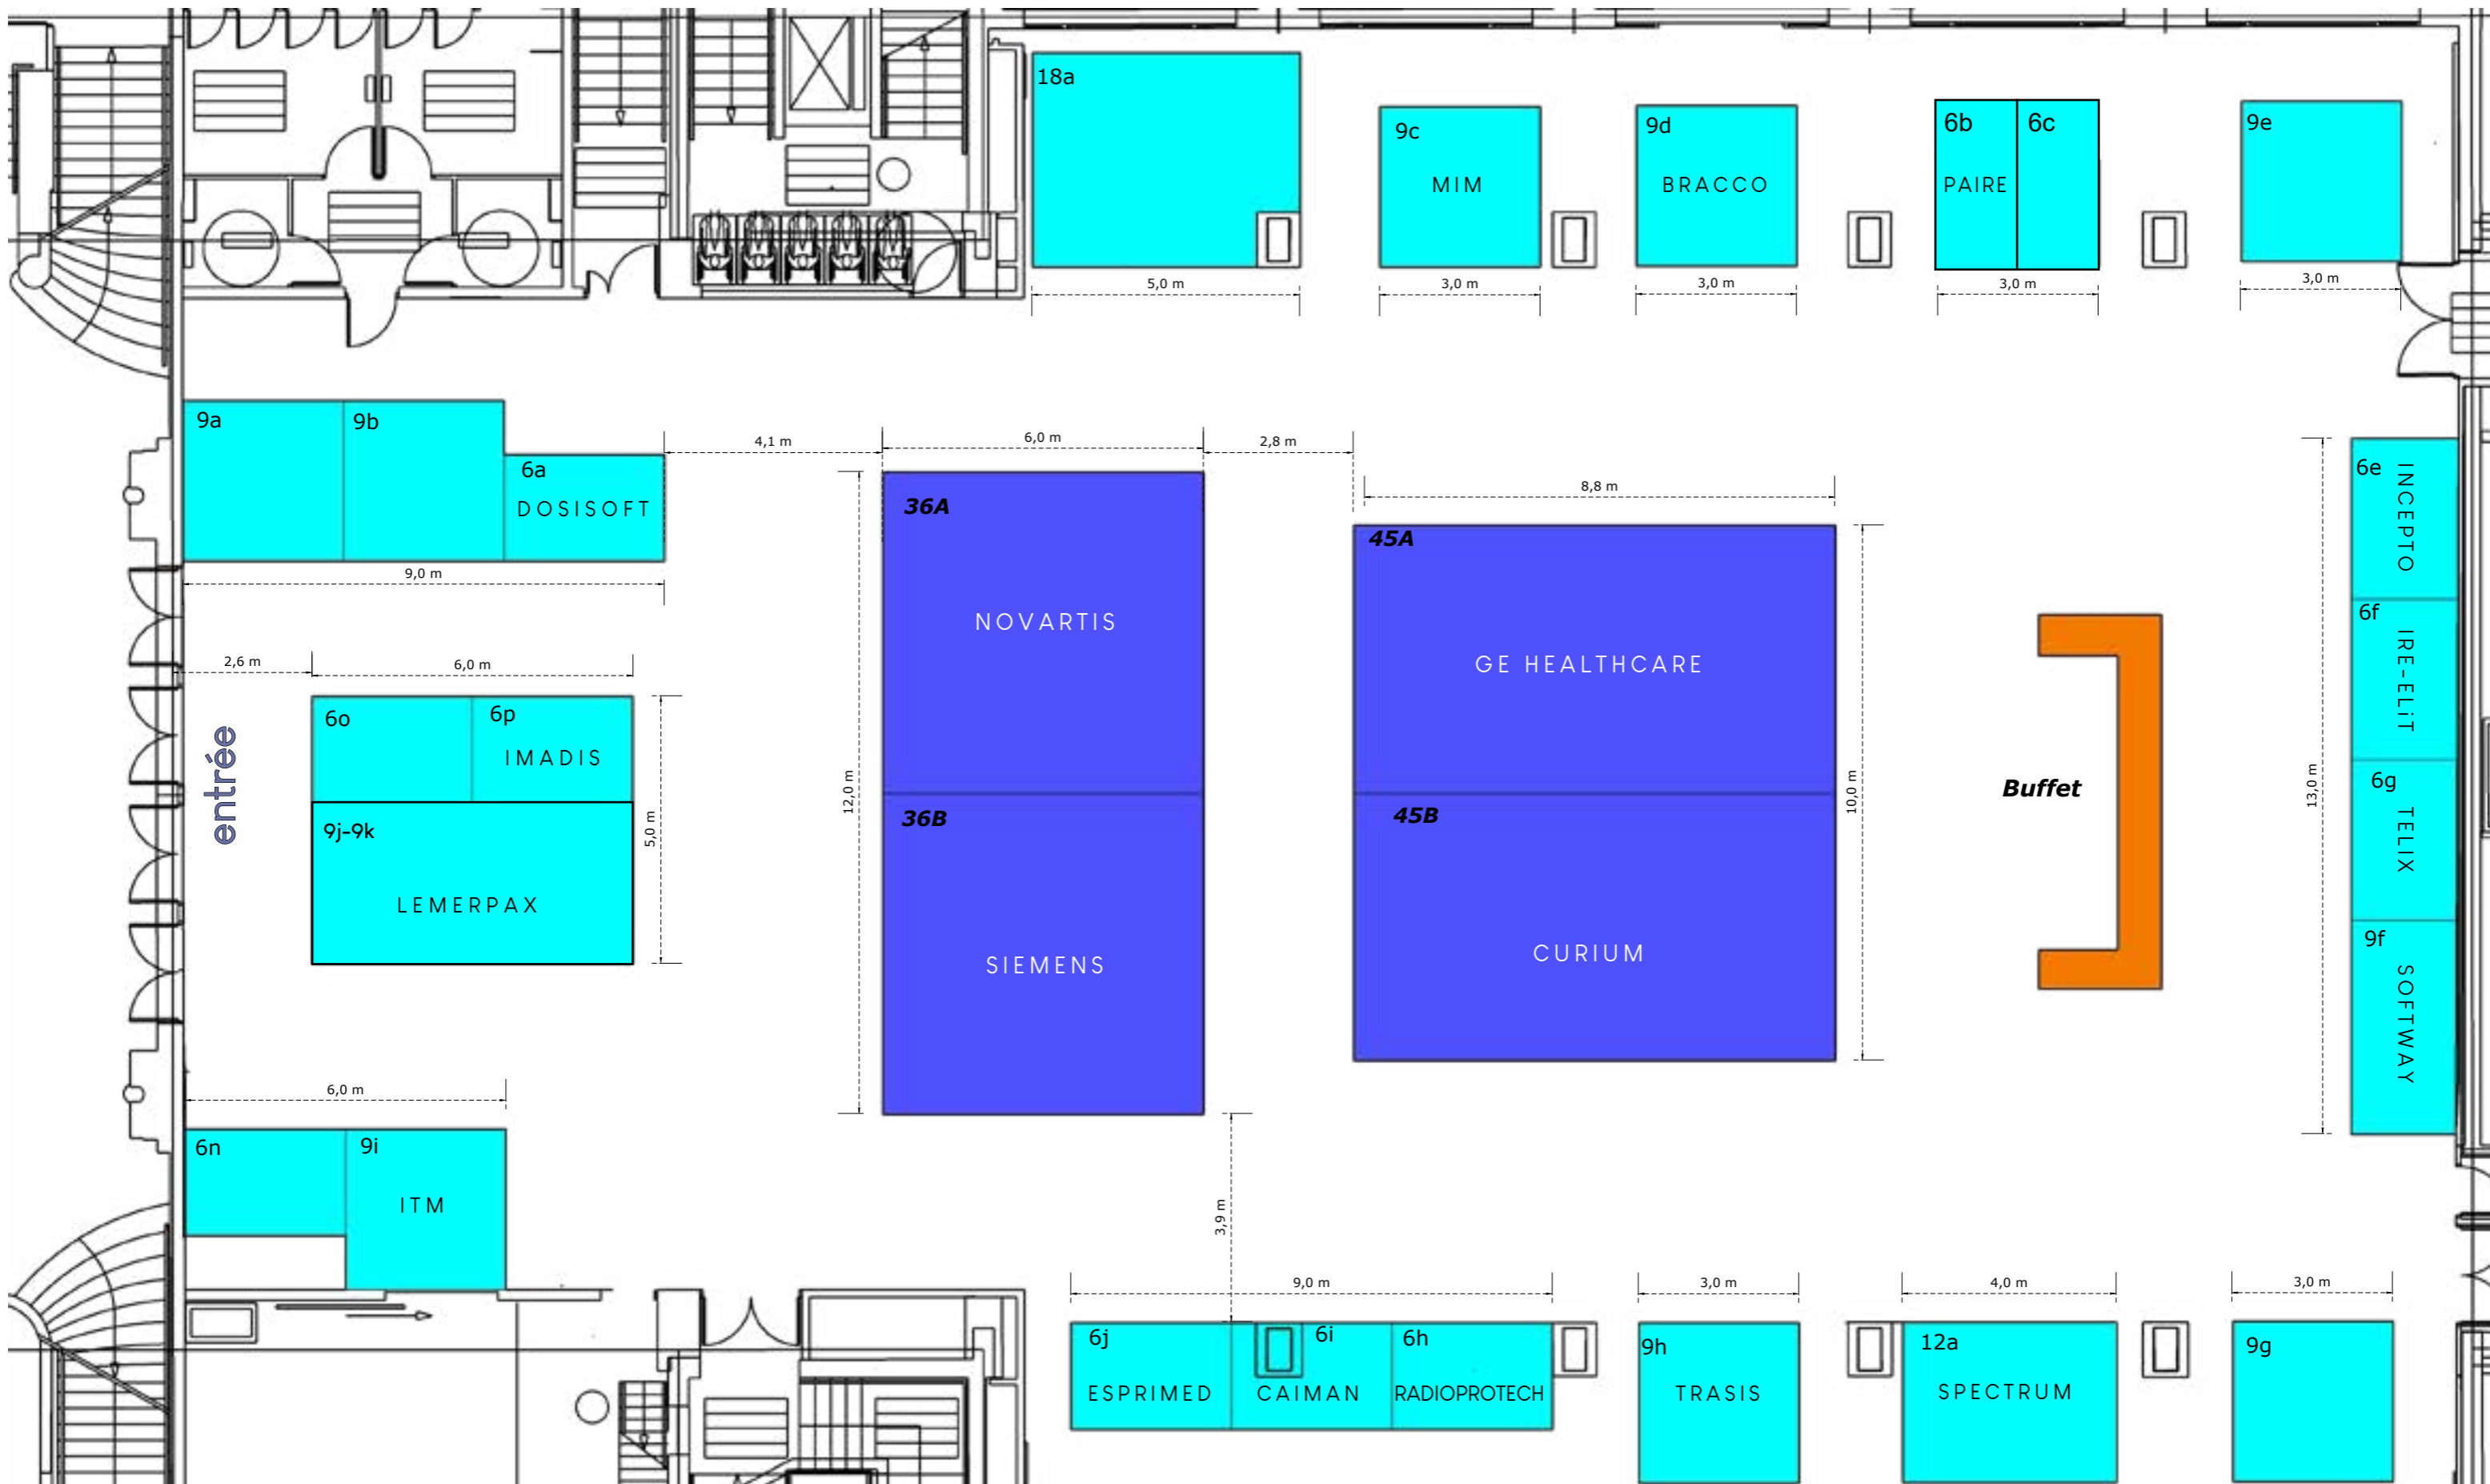 18a
9c
MIM
9d
BRACCO
6b
6c
PAIRE
9e
5,0 m
3,0 m
3,0 m
3,0 m
3,0 m
9a
9b
6a
DOSISOFT
9,0 m
4,1 m
6,0 m
2,8 m
8,8 m
36A
NOVARTIS
12,0 m
36B
SIEMENS
45A
GE HEALTHCARE
45B
CURIUM
10,0 m
Buffet
13,0 m
6e
INCEPTO
6f
IRE-ELiT
6g
TELIX
9f
SOFTWAY
2,6 m
6,0 m
entrée
6o
6p
IMADIS
9j-9k
LEMERPAX
5,0 m
6,0 m
6n
9i
ITM
3,9 m
9,0 m
3,0 m
4,0 m
3,0 m
6j
ESPRIMED
6i
CAIMAN
6h
RADIOPROTECH
9h
TRASIS
12a
SPECTRUM
9g